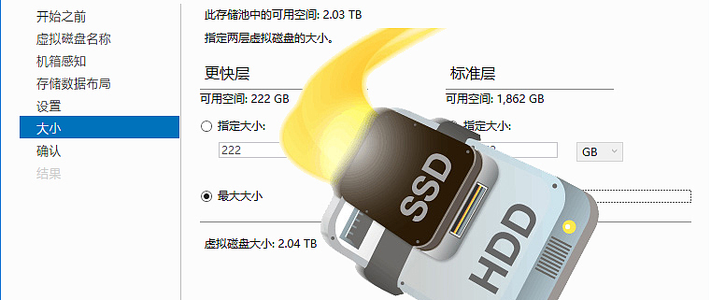 开始之前
虚拟磁盘名称
机箱感知
存储数据布局
设置
大小
确认
结果
此存储池中的可用空间: 2.03 TB
指定两层虚拟磁盘的大小。
更快层
可用空间: 222 GB
指定大小:
222
最大大小
虚拟磁盘大小: 2.04 TB
标准层
可用空间: 1,862 GB
指定大小:
GB
SSD
HDD